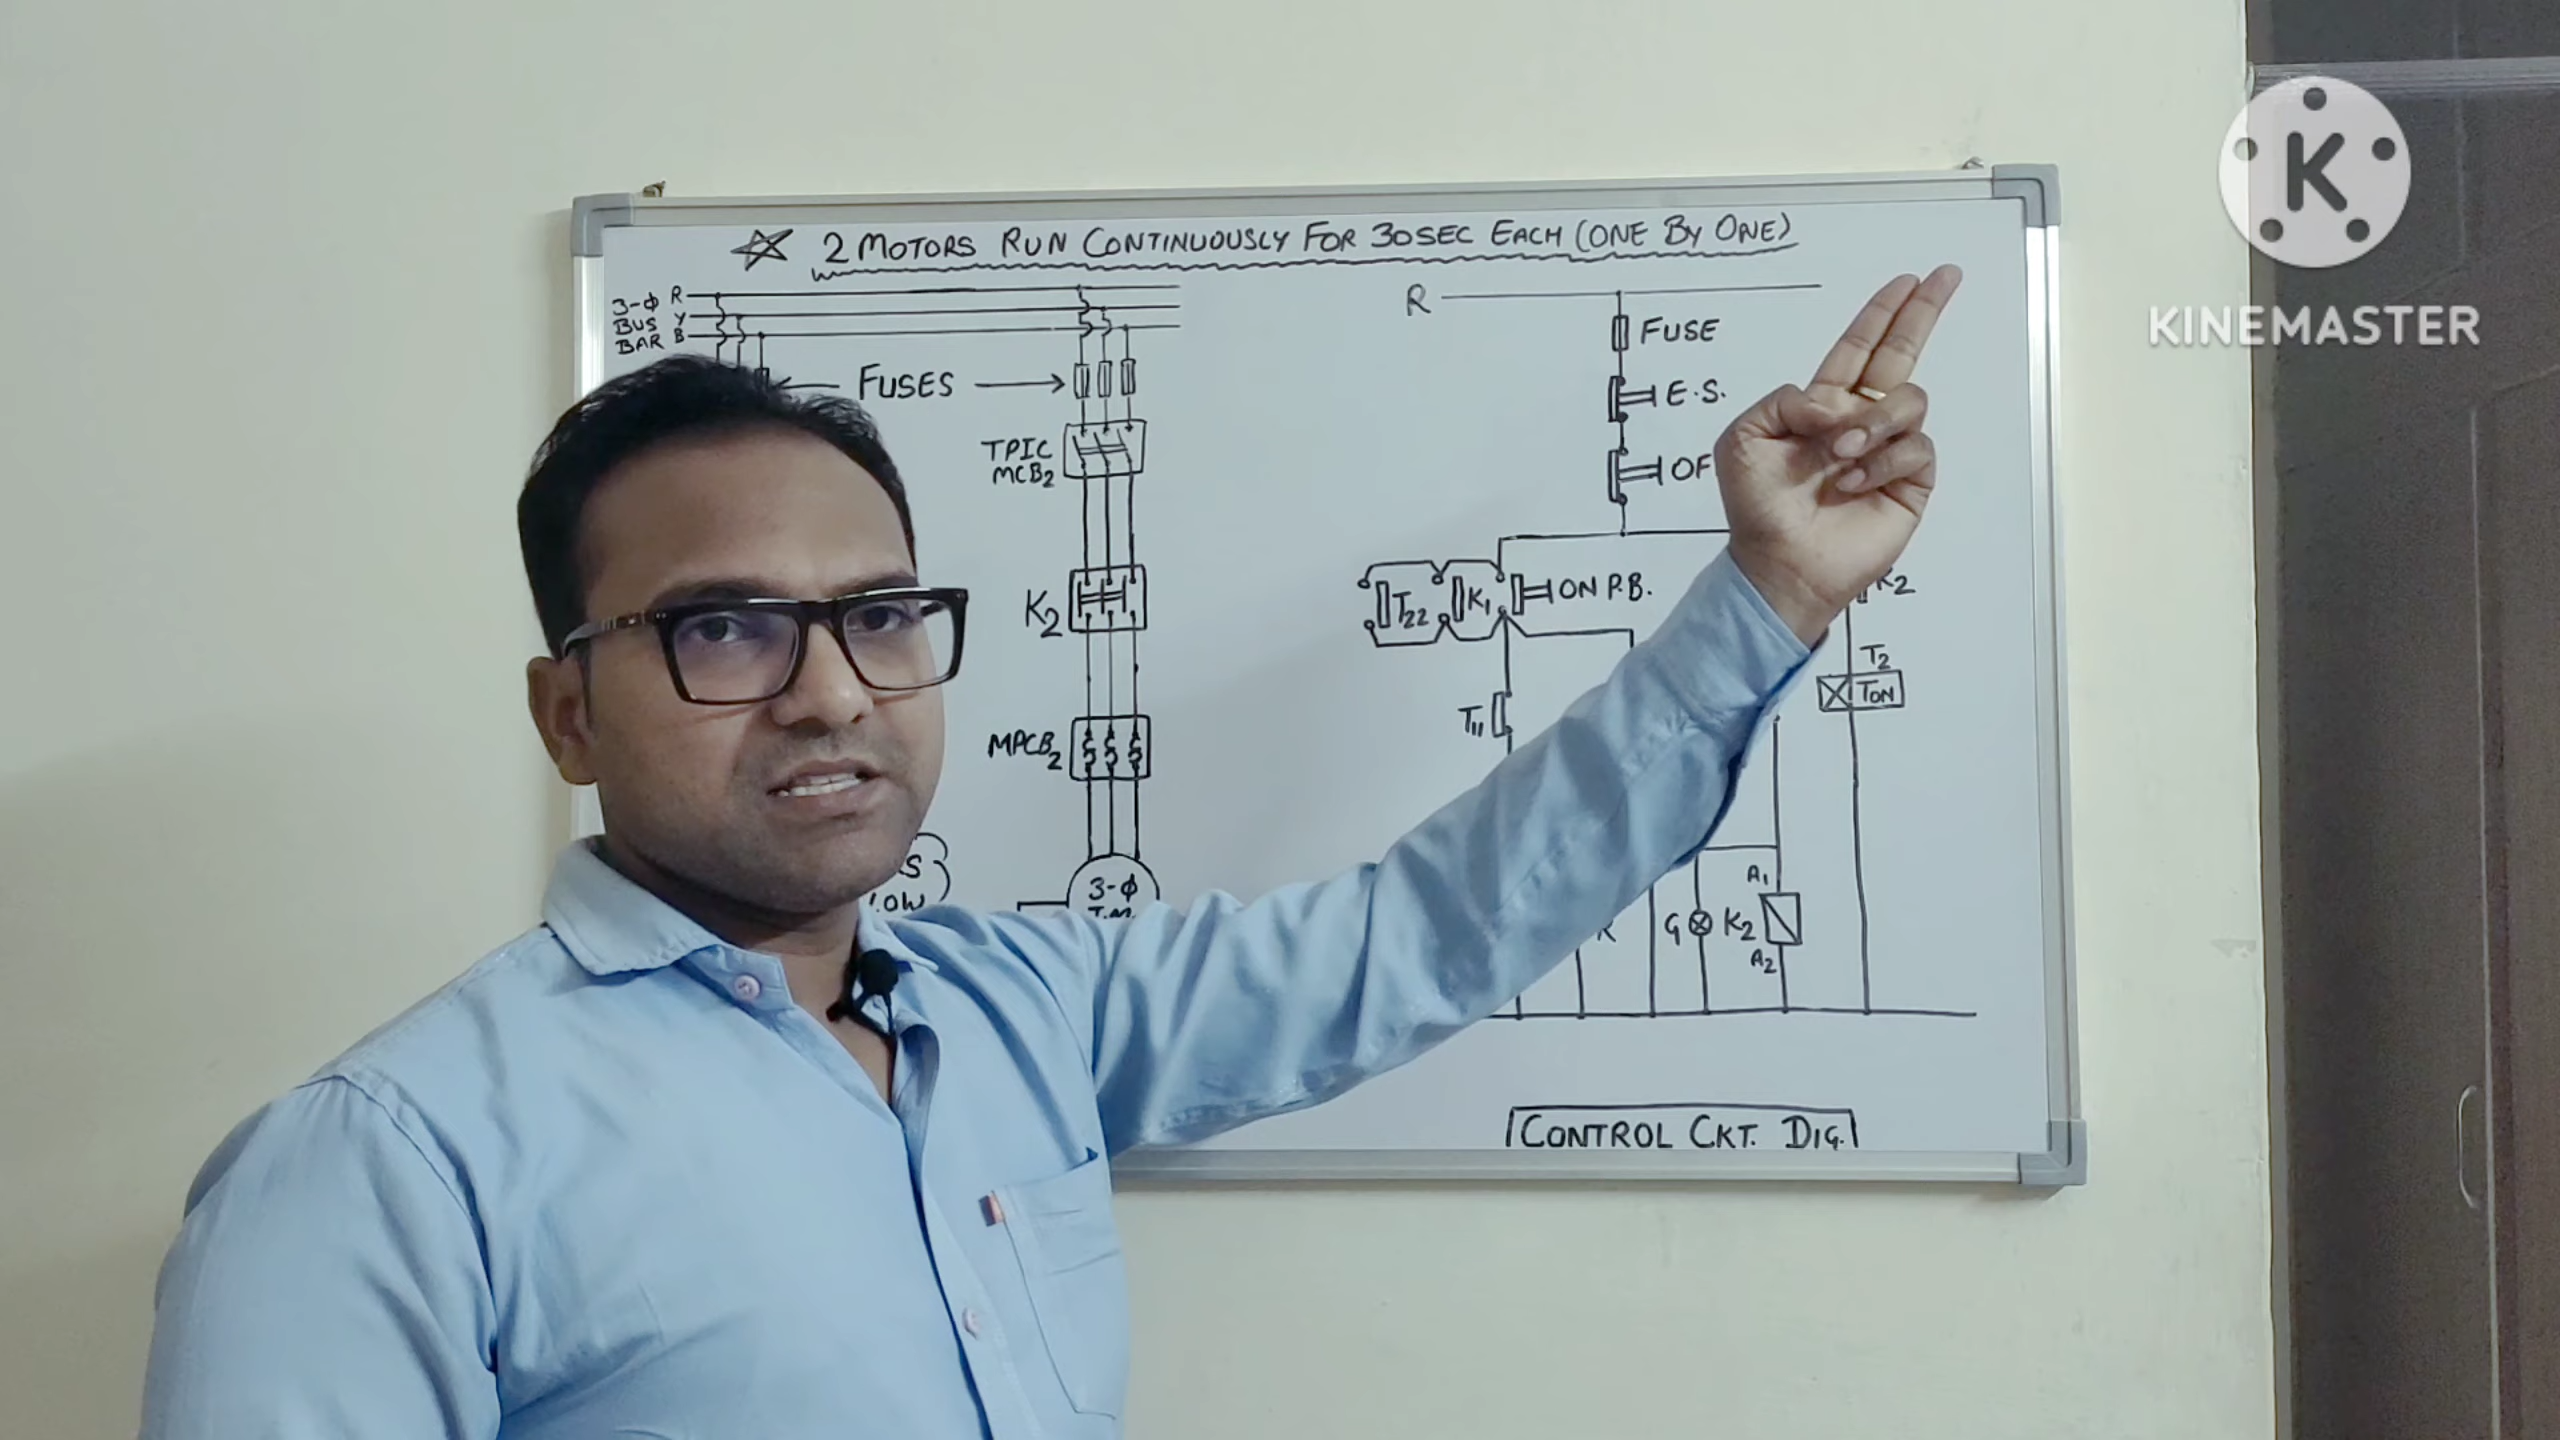 2 MOTORS RUN CONTINUOUSLY FOR 30SEC EACH (ONE BY ONE)
3-Φ R
BUS Y
BAR B
FUSES
TPIC
MCB2
K2
MPCB2
3-Φ
I.M.
R
FUSE
E.S.
OF
T22
K1
ON P.B.
K2
T2
TON
T11
A1
G
K2
A2
CONTROL CKT. DIG.
K
KINEMASTER